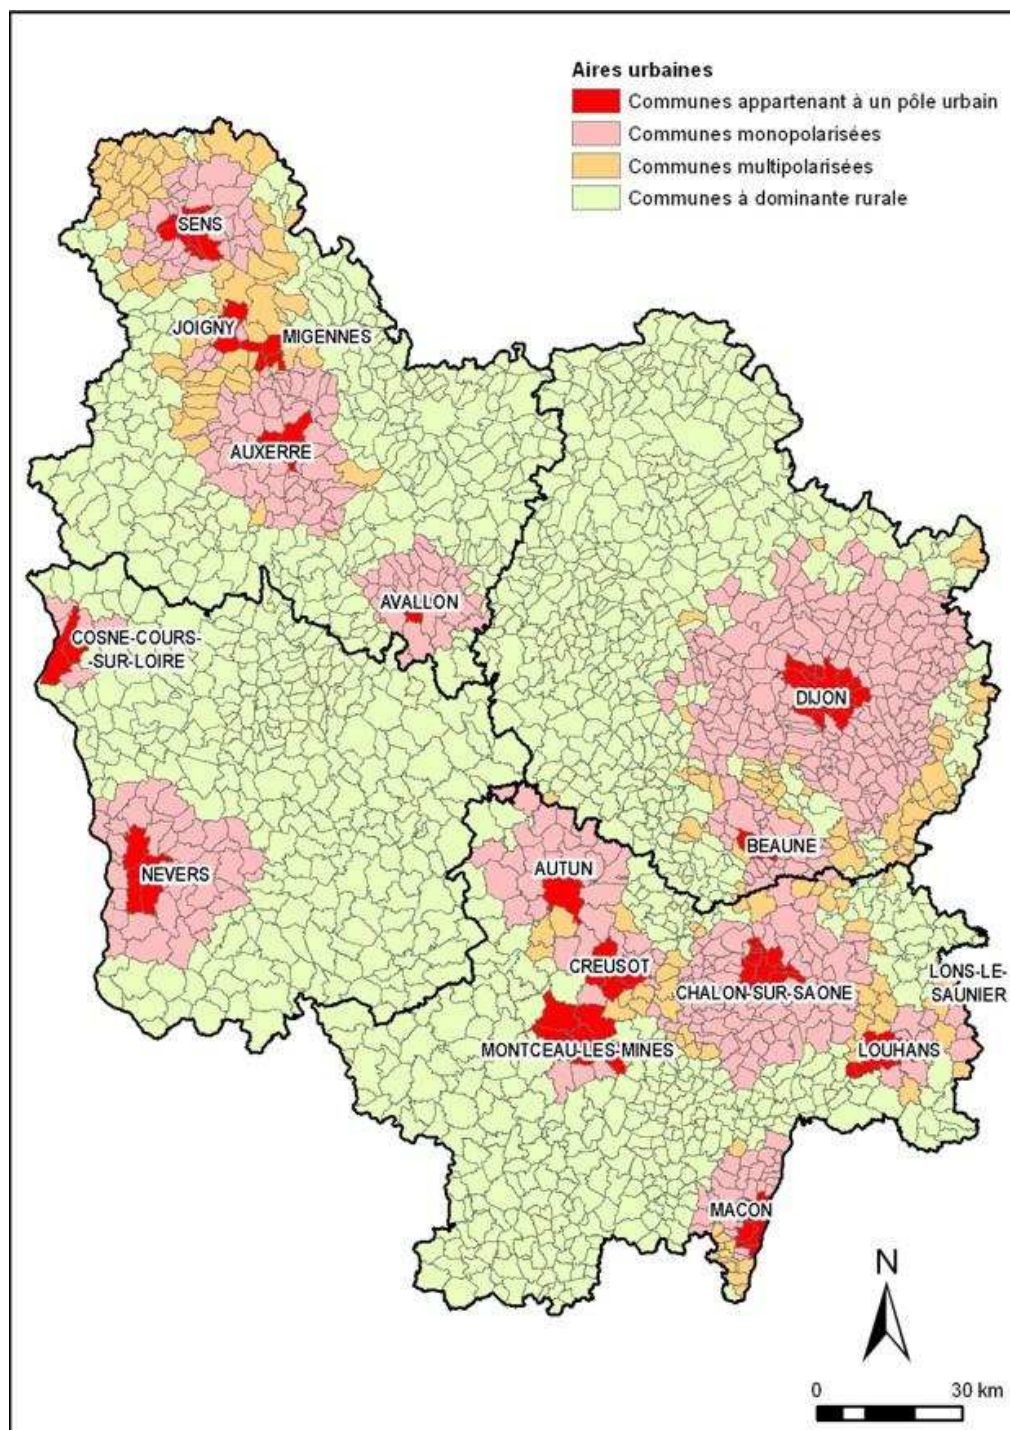 Aires urbaines
Communes appartenant à un pôle urbain
Communes monopolarisées
Communes multipolarisées
Communes à dominante rurale
SENS
JOIGNY
MIGENNES
AUXERRE
AVALLON
COSNE-COURS-
-SUR-LOIRE
DIJON
BEAUNE
NEVERS
AUTUN
CREUSOT
CHALON-SUR-SAONE
LONS-LE-
SAUNIER
MONTCEAU-LES-MINES
LOUHANS
MACON
N
0 30 km